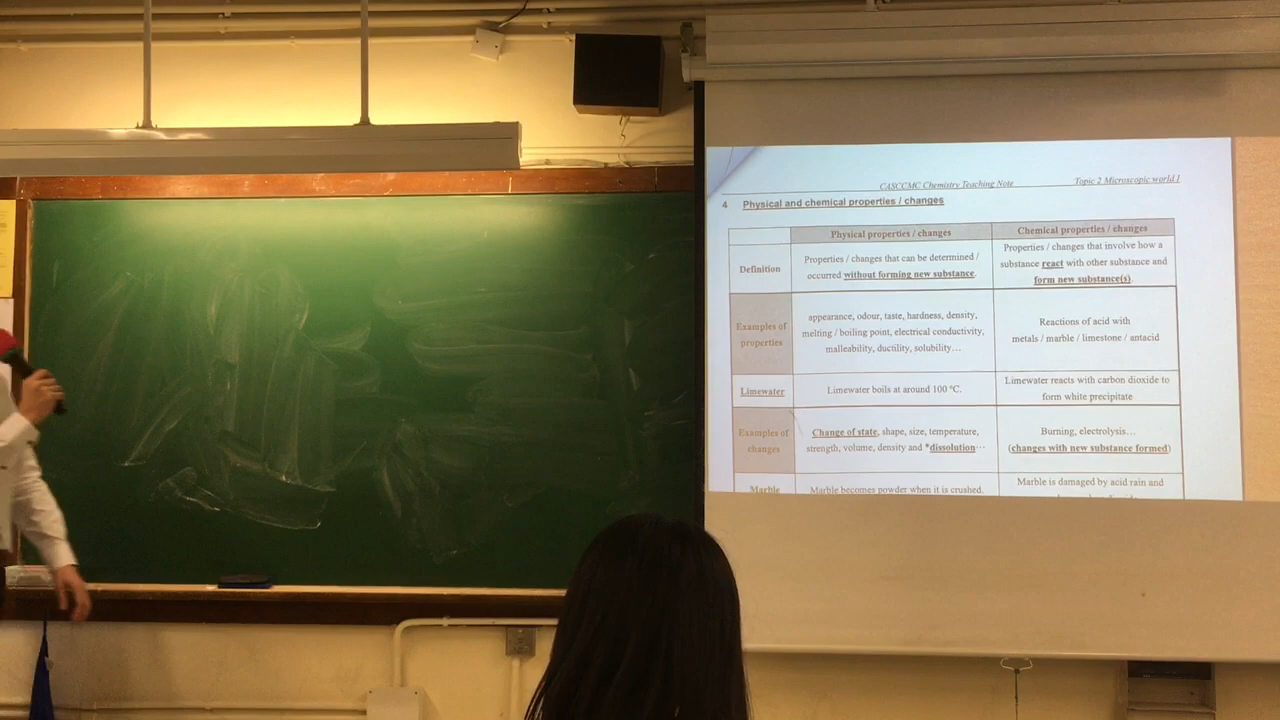 CASCCMC Chemistry Teaching Note Topic 2 Microscopic world I
4 Physical and chemical properties / changes
Physical properties / changes Chemical properties / changes
Definition
Properties / changes that can be determined /
occurred without forming new substance.
Properties / changes that involve how a
substance react with other substance and
form new substance(s).
Examples of
properties
appearance, odour, taste, hardness, density,
melting / boiling point, electrical conductivity,
malleability, ductility, solubility…
Reactions of acid with
metals / marble / limestone / antacid
Limewater
Limewater boils at around 100 °C.
Limewater reacts with carbon dioxide to
form white precipitate
Examples of
changes
Change of state, shape, size, temperature,
strength, volume, density and *dissolution…
Burning, electrolysis…
(changes with new substance formed)
Marble
Marble becomes powder when it is crushed.
Marble is damaged by acid rain and